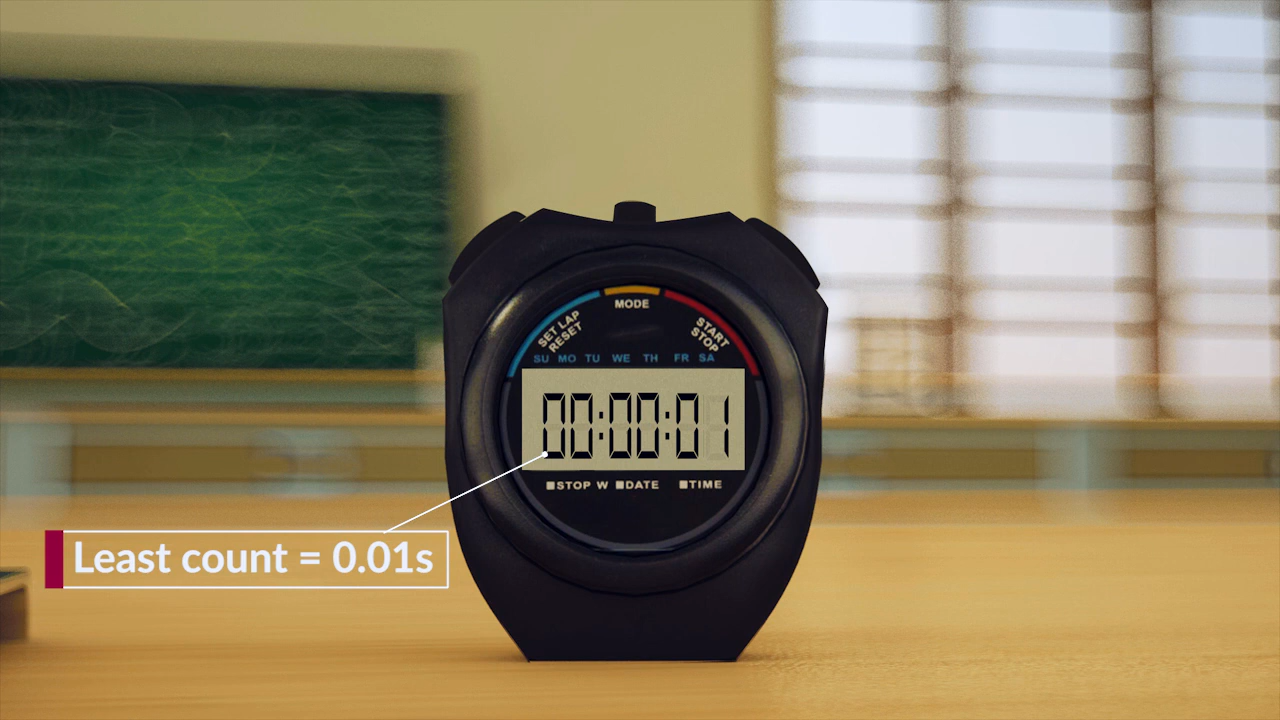 MODE
SET LAP
RESET
START
STOP
SU MO TU WE TH FR SA
00:00:01
■STOP W ■DATE ■TIME
Least count = 0.01s